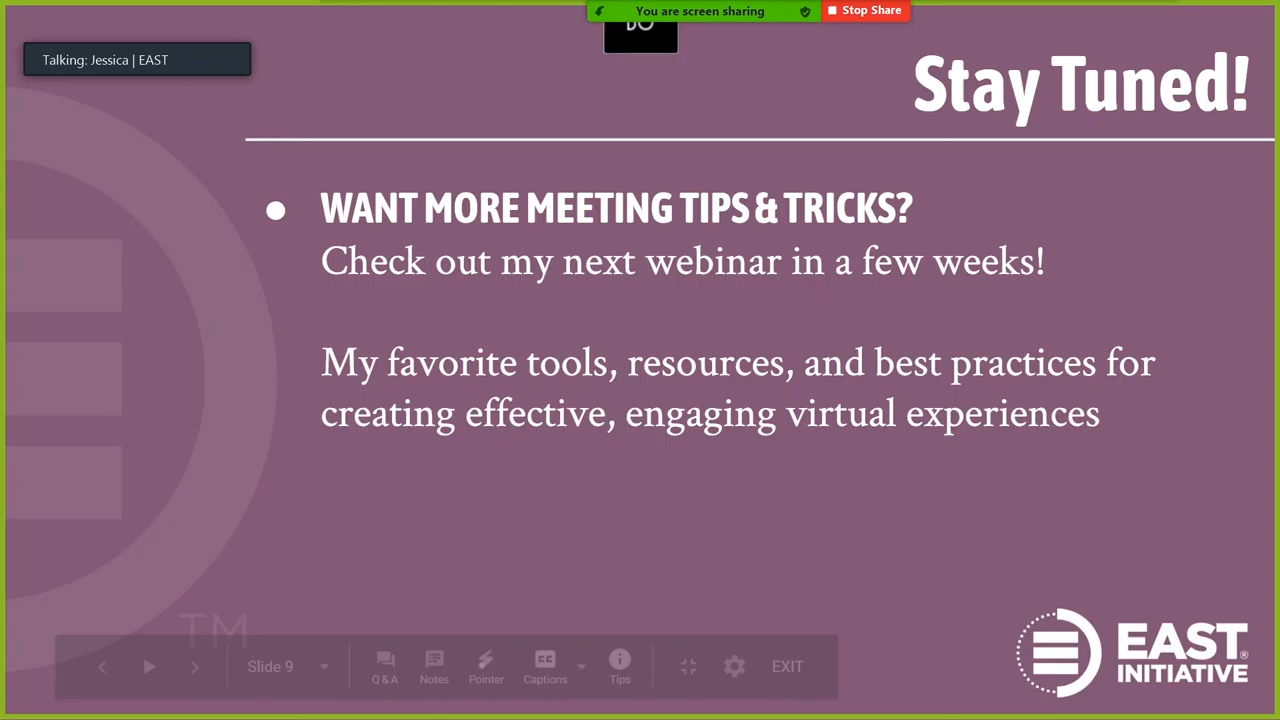 You are screen sharing
Stop Share
DO
Talking: Jessica | EAST
Stay Tuned!
● WANT MORE MEETING TIPS & TRICKS?
Check out my next webinar in a few weeks!
My favorite tools, resources, and best practices for
creating effective, engaging virtual experiences
TM
Slide 9
Q & A
Notes
Pointer
CC
Captions
Tips
EXIT
EAST®
INITIATIVE